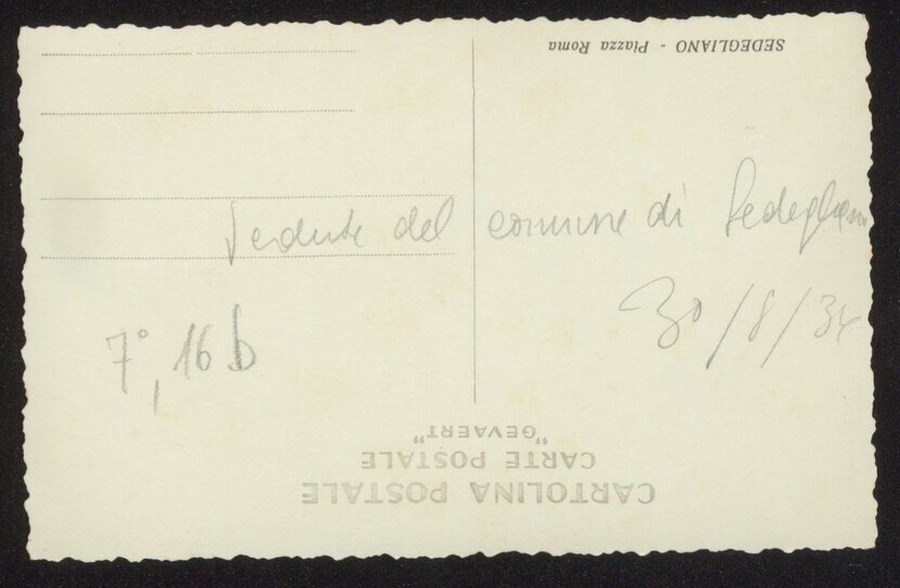 SEDEGLIANO - Piazza Roma
Vedute del comune di Sedegliano
30/8/34
7°, 16 b
"GEVAERT"
CARTE POSTALE
CARTOLINA POSTALE